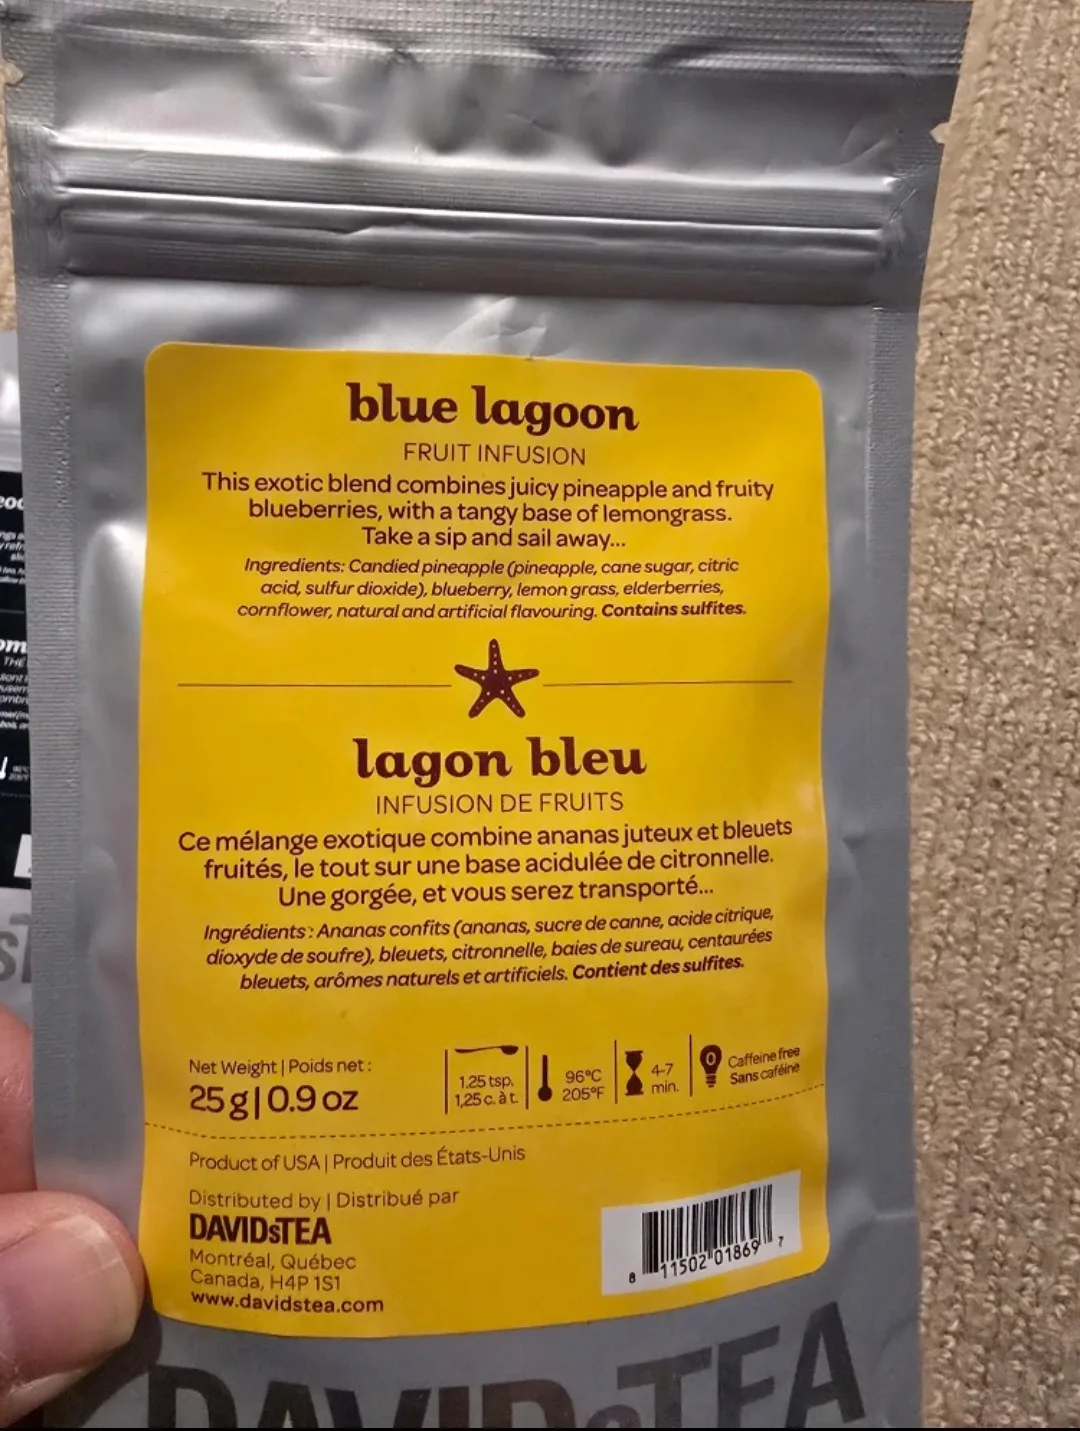 blue lagoon
FRUIT INFUSION
This exotic blend combines juicy pineapple and fruity
blueberries, with a tangy base of lemongrass.
Take a sip and sail away...
Ingredients: Candied pineapple (pineapple, cane sugar, citric
acid, sulfur dioxide), blueberry, lemon grass, elderberries,
cornflower, natural and artificial flavouring. Contains sulfites.
lagon bleu
INFUSION DE FRUITS
Ce mélange exotique combine ananas juteux et bleuets
fruités, le tout sur une base acidulée de citronnelle.
Une gorgée, et vous serez transporté...
Ingrédients : Ananas confits (ananas, sucre de canne, acide citrique,
dioxyde de soufre), bleuets, citronnelle, baies de sureau, centaurées
bleuets, arômes naturels et artificiels. Contient des sulfites.
Net Weight | Poids net :
25 g | 0.9 oz
1.25 tsp.
1,25 c. à t.
96°C
205°F
4-7
min.
0
Caffeine free
Sans caféine
Product of USA | Produit des États-Unis
Distributed by | Distribué par
DAVIDsTEA
Montréal, Québec
Canada, H4P 1S1
www.davidstea.com
8 11502 01869 7
DAVIDsTEA